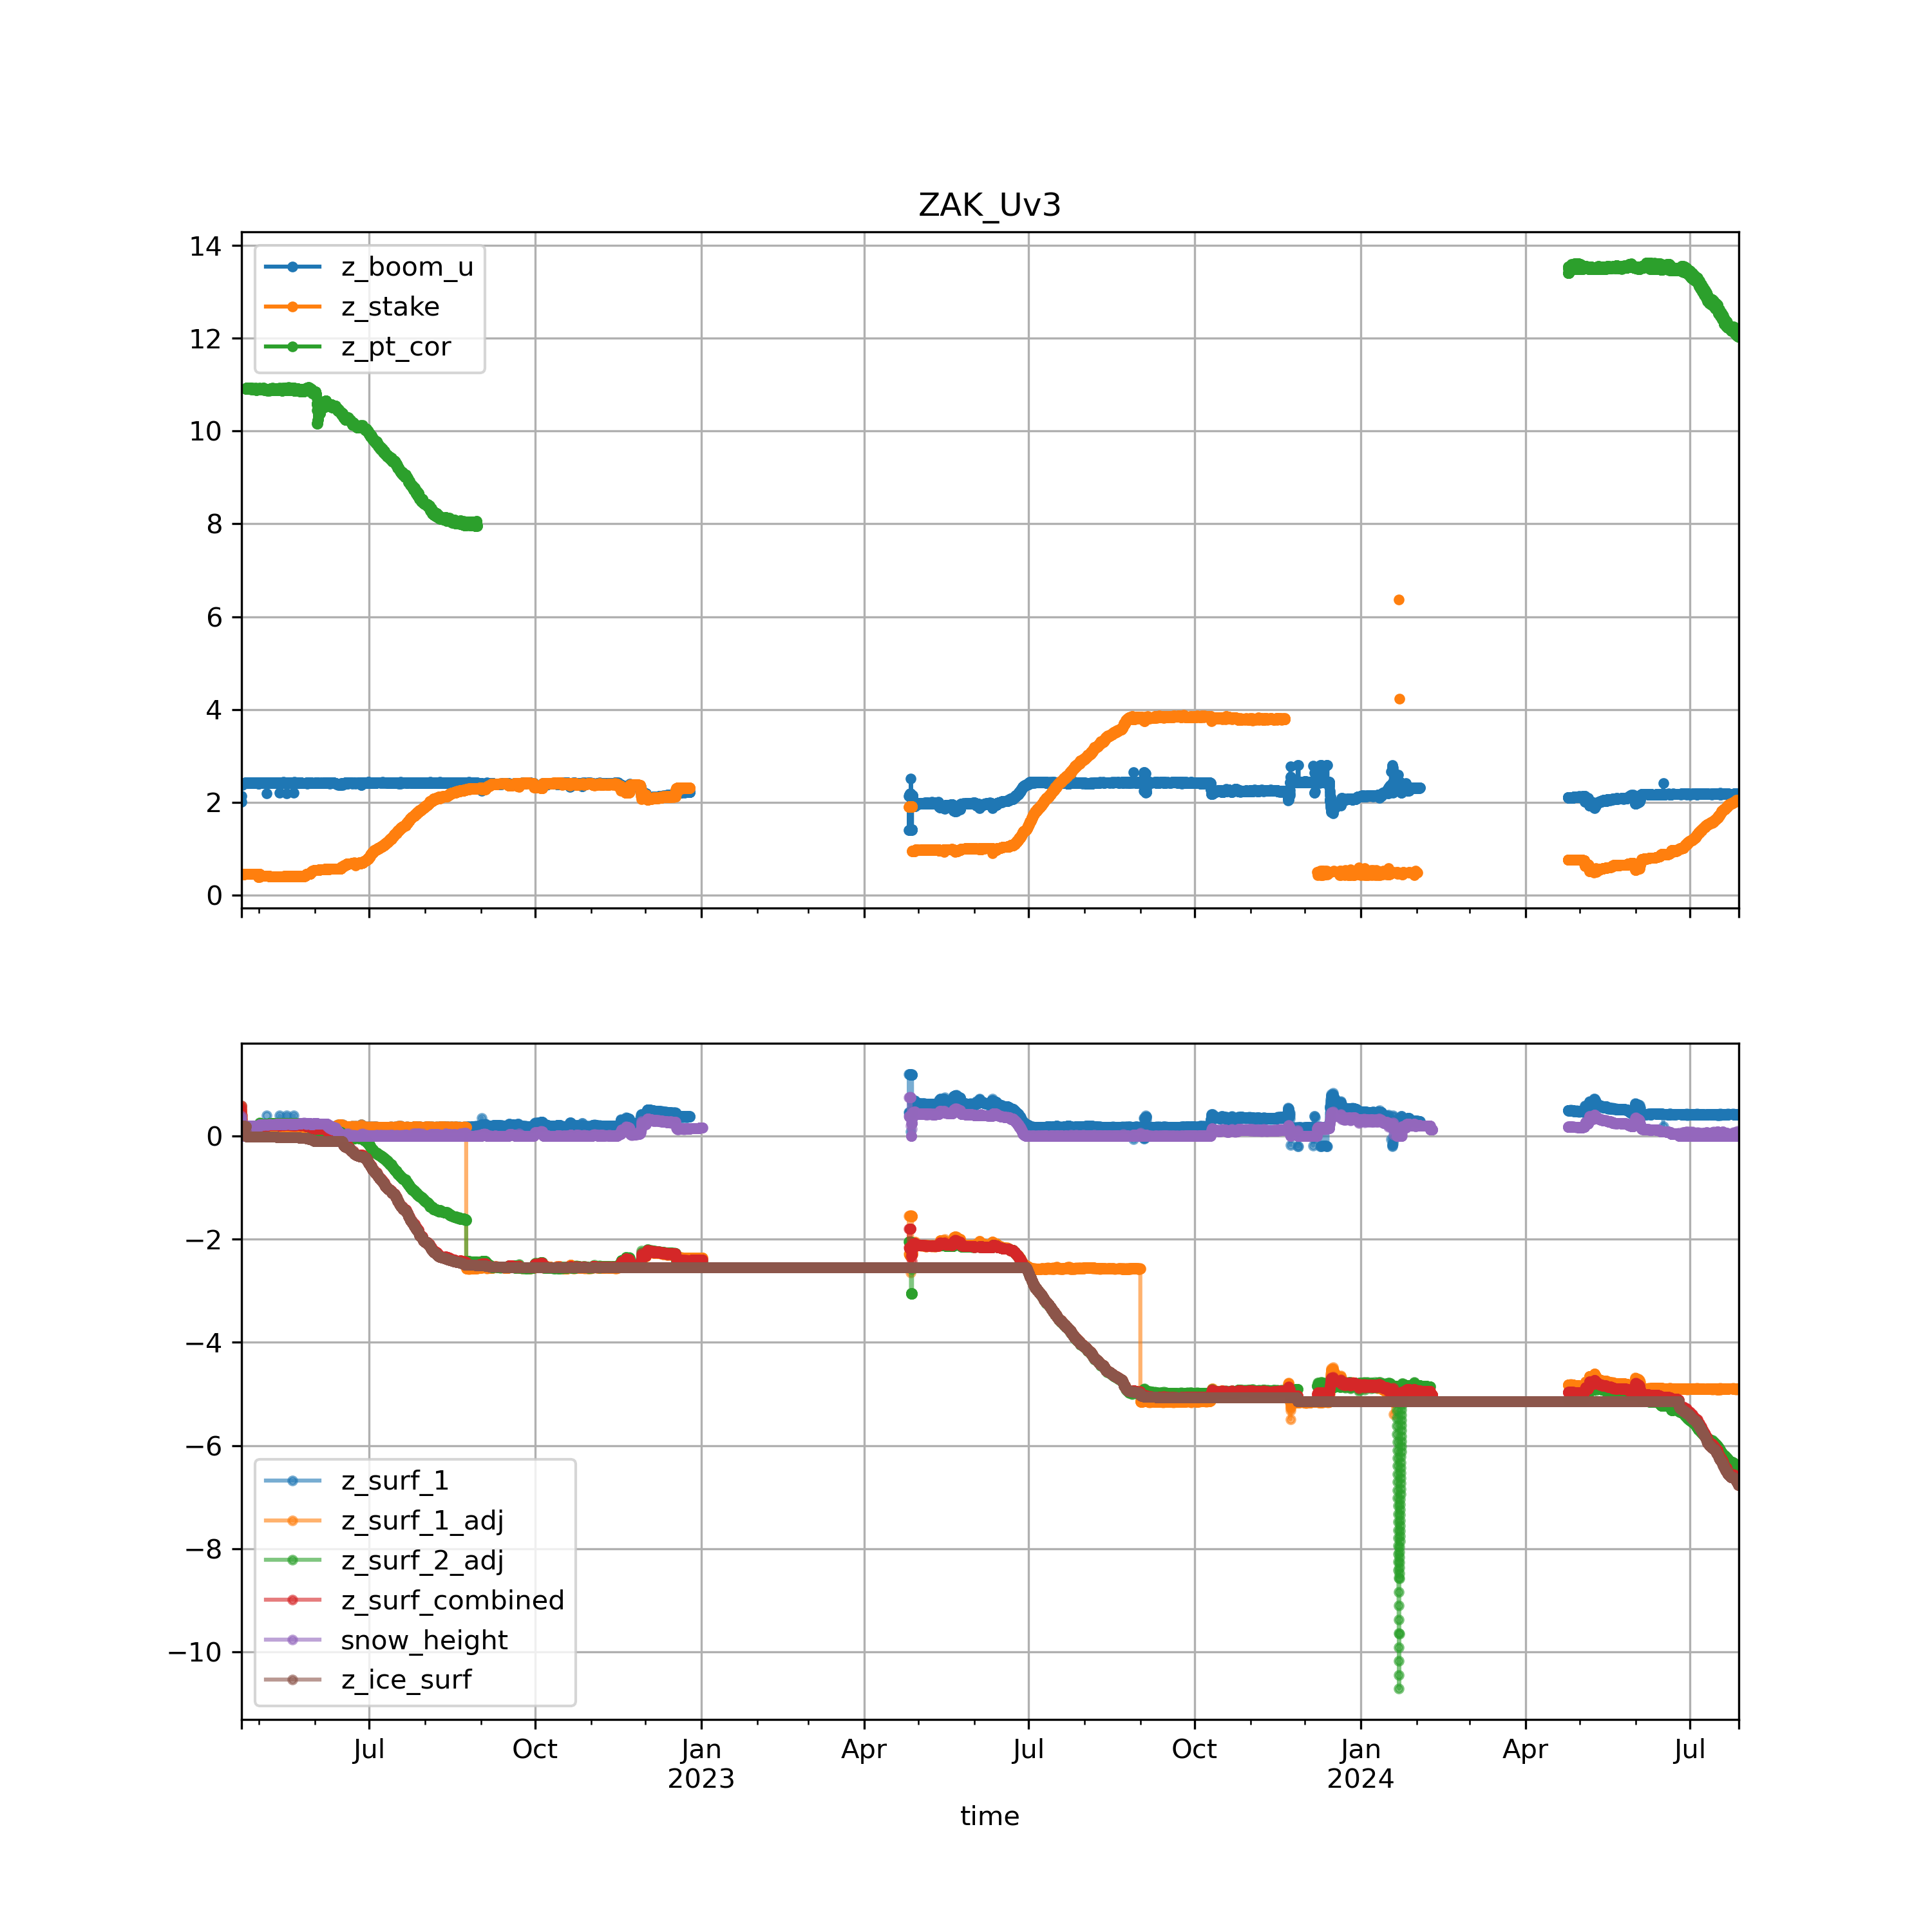 ZAK_Uv3
14
12
10
8
6
4
2
0
z_boom_u
z_stake
z_pt_cor
0
−2
−4
−6
−8
−10
z_surf_1
z_surf_1_adj
z_surf_2_adj
z_surf_combined
snow_height
z_ice_surf
Jul Oct Jan Apr Jul Oct Jan Apr Jul
2023 2024
time